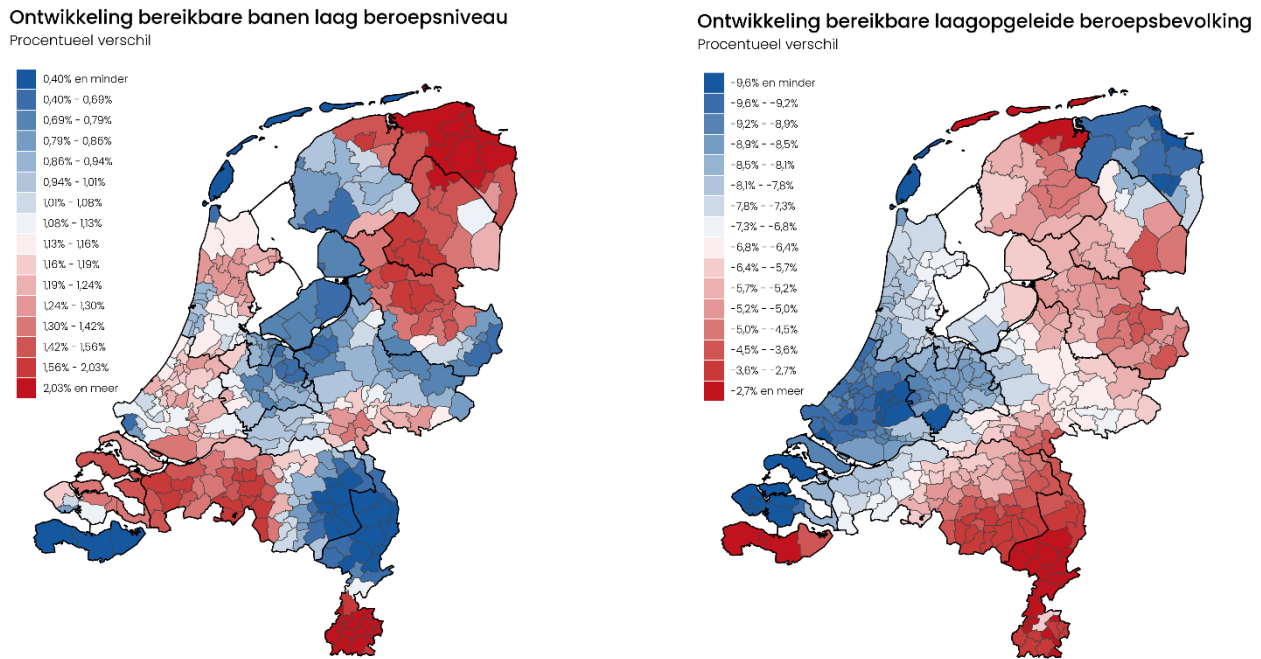 Ontwikkeling bereikbare banen laag beroepsniveau
Procentueel verschil
0,40% en minder
0,40% - 0,69%
0,69% - 0,79%
0,79% - 0,86%
0,86% - 0,94%
0,94% - 1,01%
1,01% - 1,08%
1,08% - 1,13%
1,13% - 1,16%
1,16% - 1,19%
1,19% - 1,24%
1,24% - 1,30%
1,30% - 1,42%
1,42% - 1,56%
1,56% - 2,03%
2,03% en meer
Ontwikkeling bereikbare laagopgeleide beroepsbevolking
Procentueel verschil
-9,6% en minder
-9,6% - -9,2%
-9,2% - -8,9%
-8,9% - -8,5%
-8,5% - -8,1%
-8,1% - -7,8%
-7,8% - -7,3%
-7,3% - -6,8%
-6,8% - -6,4%
-6,4% - -5,7%
-5,7% - -5,2%
-5,2% - -5,0%
-5,0% - -4,5%
-4,5% - -3,6%
-3,6% - -2,7%
-2,7% en meer